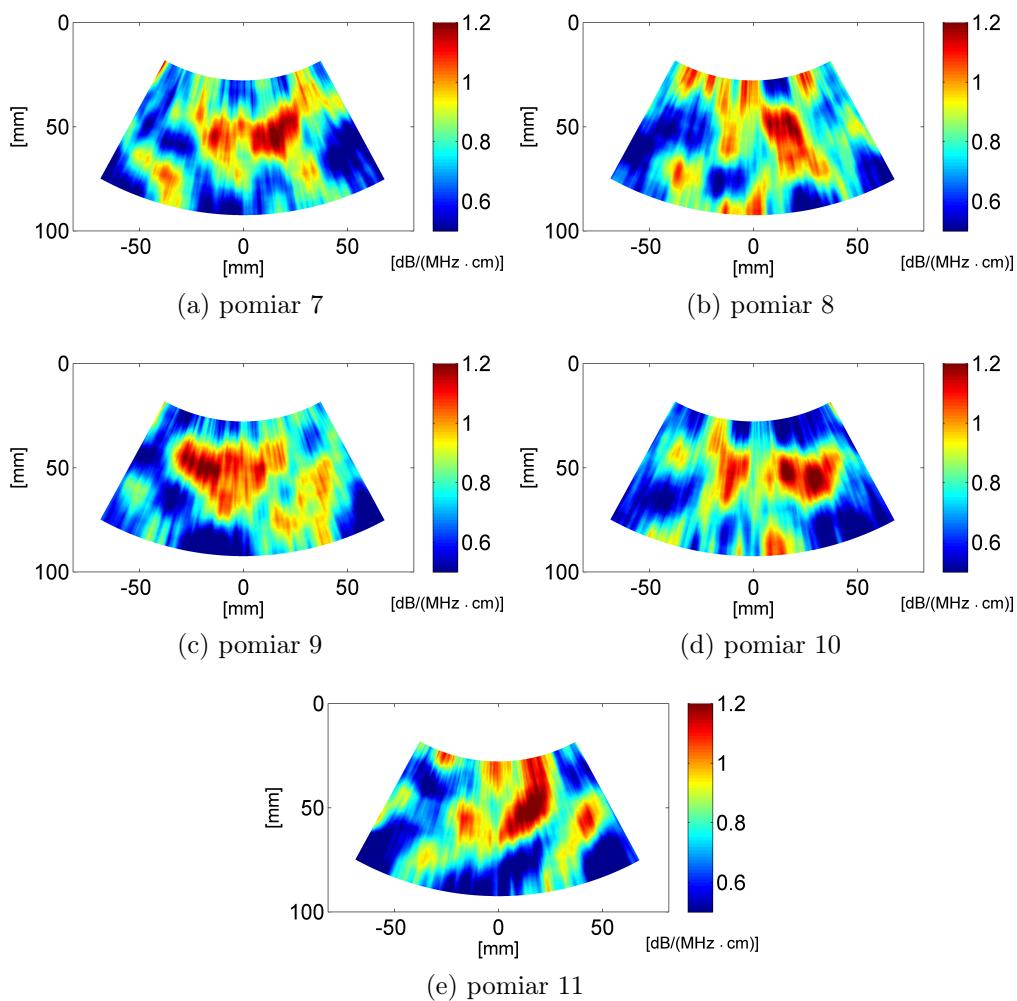 0
50
100
[mm]
-50 0 50
[mm]
1.2
1
0.8
0.6
[dB/(MHz · cm)]
(a) pomiar 7
0
50
100
[mm]
-50 0 50
[mm]
1.2
1
0.8
0.6
[dB/(MHz · cm)]
(b) pomiar 8
0
50
100
[mm]
-50 0 50
[mm]
1.2
1
0.8
0.6
[dB/(MHz · cm)]
(c) pomiar 9
0
50
100
[mm]
-50 0 50
[mm]
1.2
1
0.8
0.6
[dB/(MHz · cm)]
(d) pomiar 10
0
50
100
[mm]
-50 0 50
[mm]
1.2
1
0.8
0.6
[dB/(MHz · cm)]
(e) pomiar 11